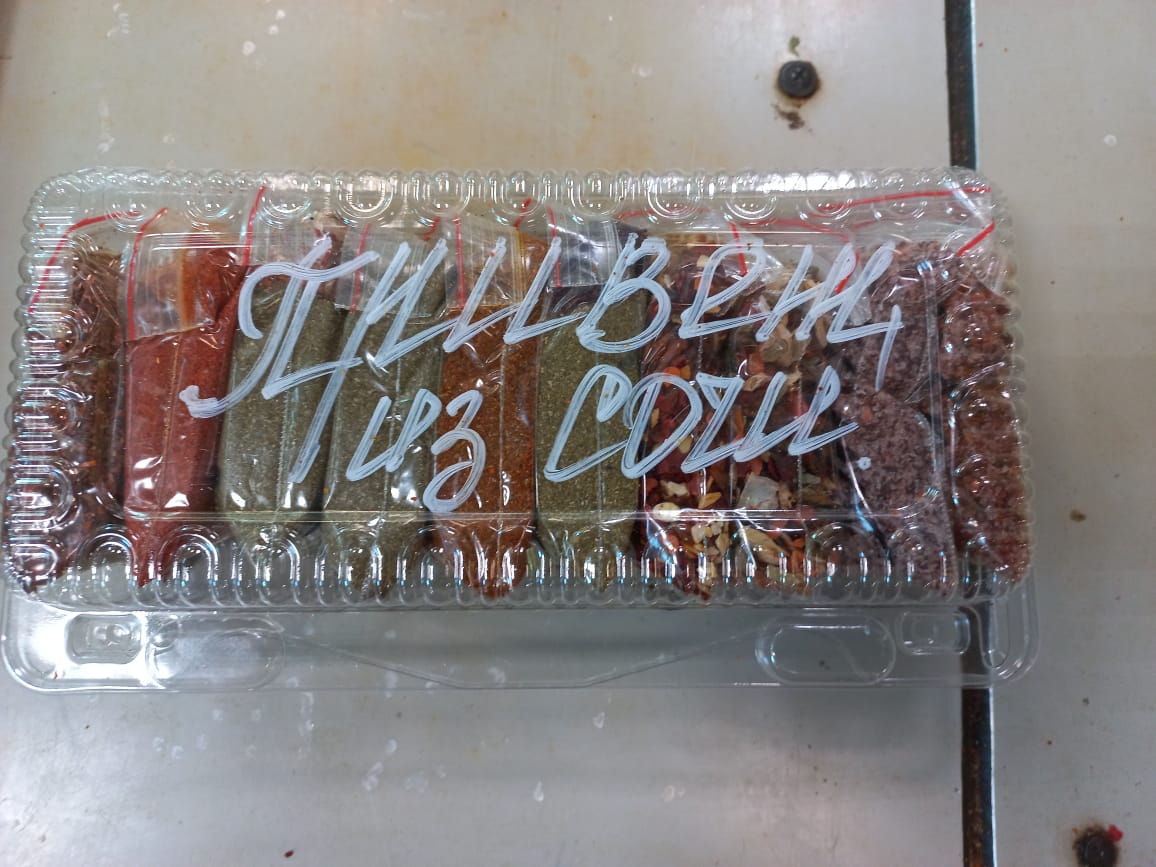 Привет,
из Сочи.